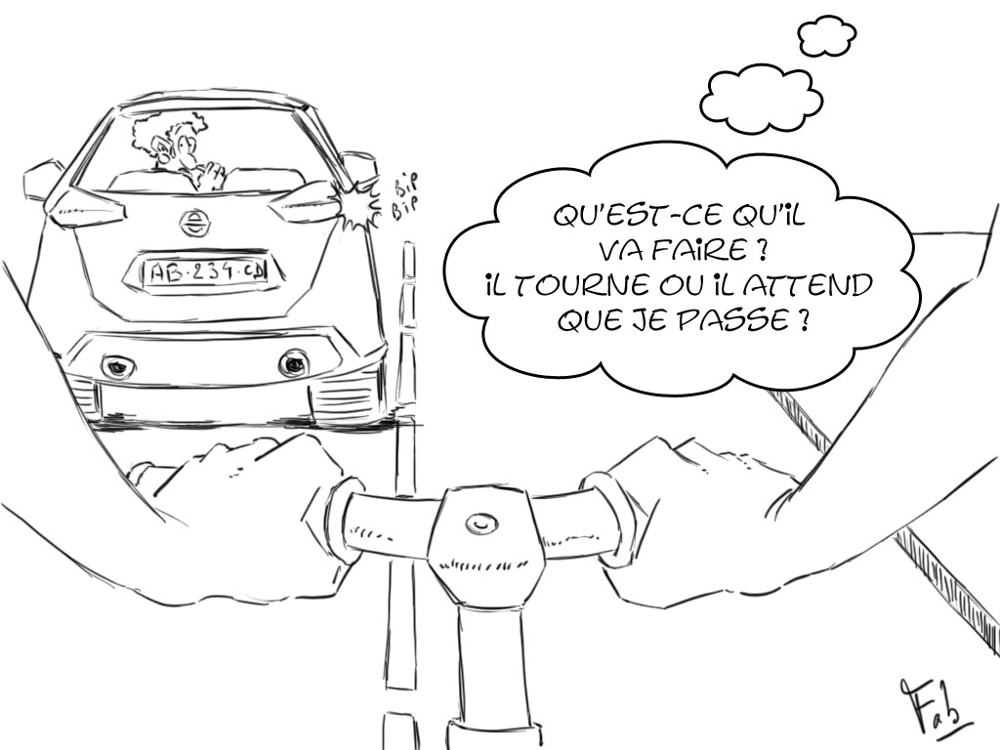 BIP
BIP
QU'EST-CE QU'IL
VA FAIRE ?
IL TOURNE OU IL ATTEND
QUE JE PASSE ?
AB·234·CD
Fab